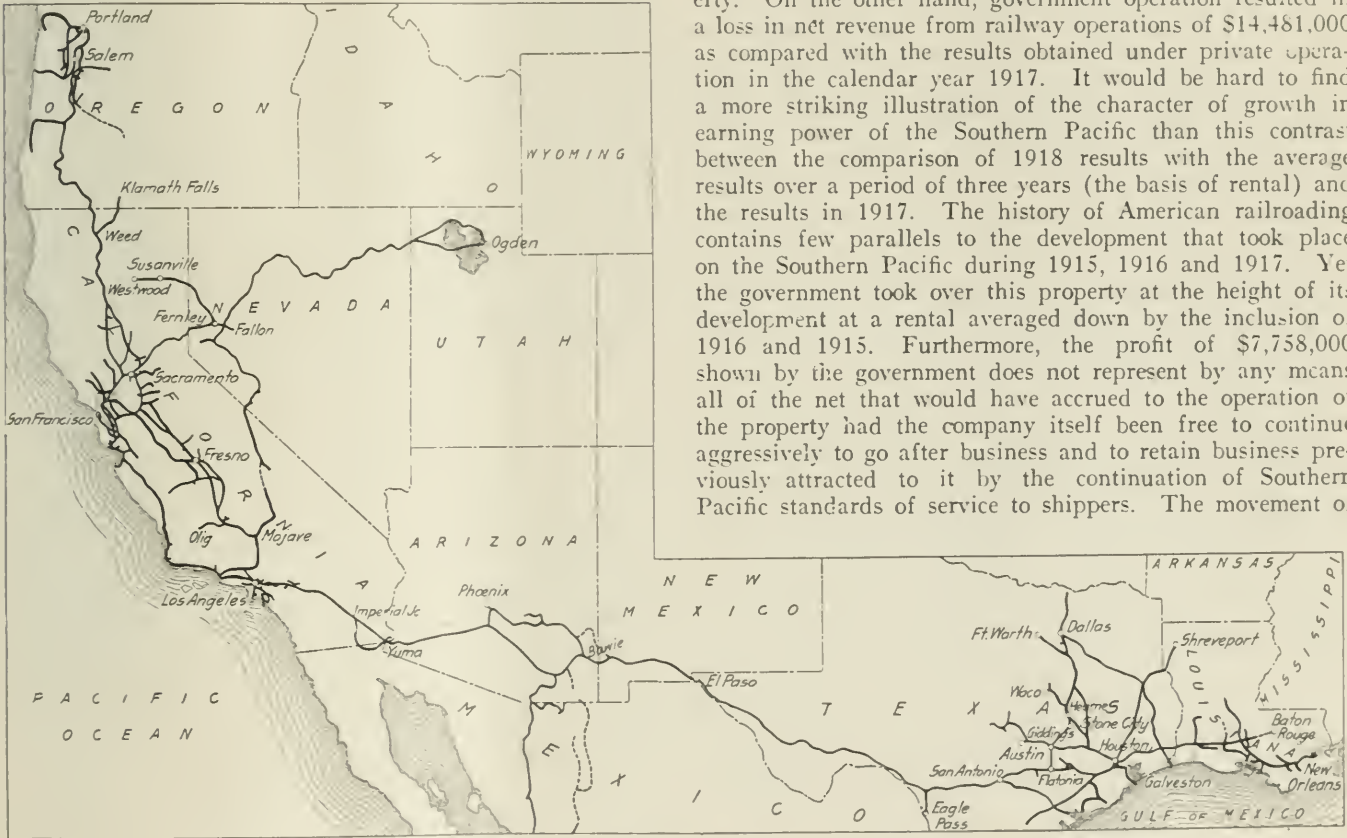 erty. On the other hand, government operation resulted in
a loss in net revenue from railway operations of $14,481,000
as compared with the results obtained under private opera-
tion in the calendar year 1917. It would be hard to find
a more striking illustration of the character of growth in
earning power of the Southern Pacific than this contrast
between the comparison of 1918 results with the average
results over a period of three years (the basis of rental) and
the results in 1917. The history of American railroading
contains few parallels to the development that took place
on the Southern Pacific during 1915, 1916 and 1917. Yet
the government took over this property at the height of its
development at a rental averaged down by the inclusion of
1916 and 1915. Furthermore, the profit of $7,758,000
shown by the government does not represent by any means
all of the net that would have accrued to the operation of
the property had the company itself been free to continue
aggressively to go after business and to retain business pre-
viously attracted to it by the continuation of Southern
Pacific standards of service to shippers. The movement of
Portland
Salem
OREGON
IDAHO
WYOMING
Klamath Falls
Weed
Ogden
Susanville
Westwood
NEVADA
Fernley
Fallon
UTAH
Sacramento
San Francisco
Fresno
CALIFORNIA
Olig
Mojave
ARIZONA
Los Angeles
Imperial Jc
Phoenix
NEW
MEXICO
Yuma
Bowie
El Paso
PACIFIC
OCEAN
MEXICO
ARKANSAS
MISSISSIPPI
Ft. Worth
Dallas
Shreveport
LOUISIANA
Waco
TEXAS
Hearne
Stone City
Giddings
Baton
Rouge
Austin
Houston
San Antonio
Flatonia
Galveston
New
Orleans
Eagle
Pass
GULF OF MEXICO